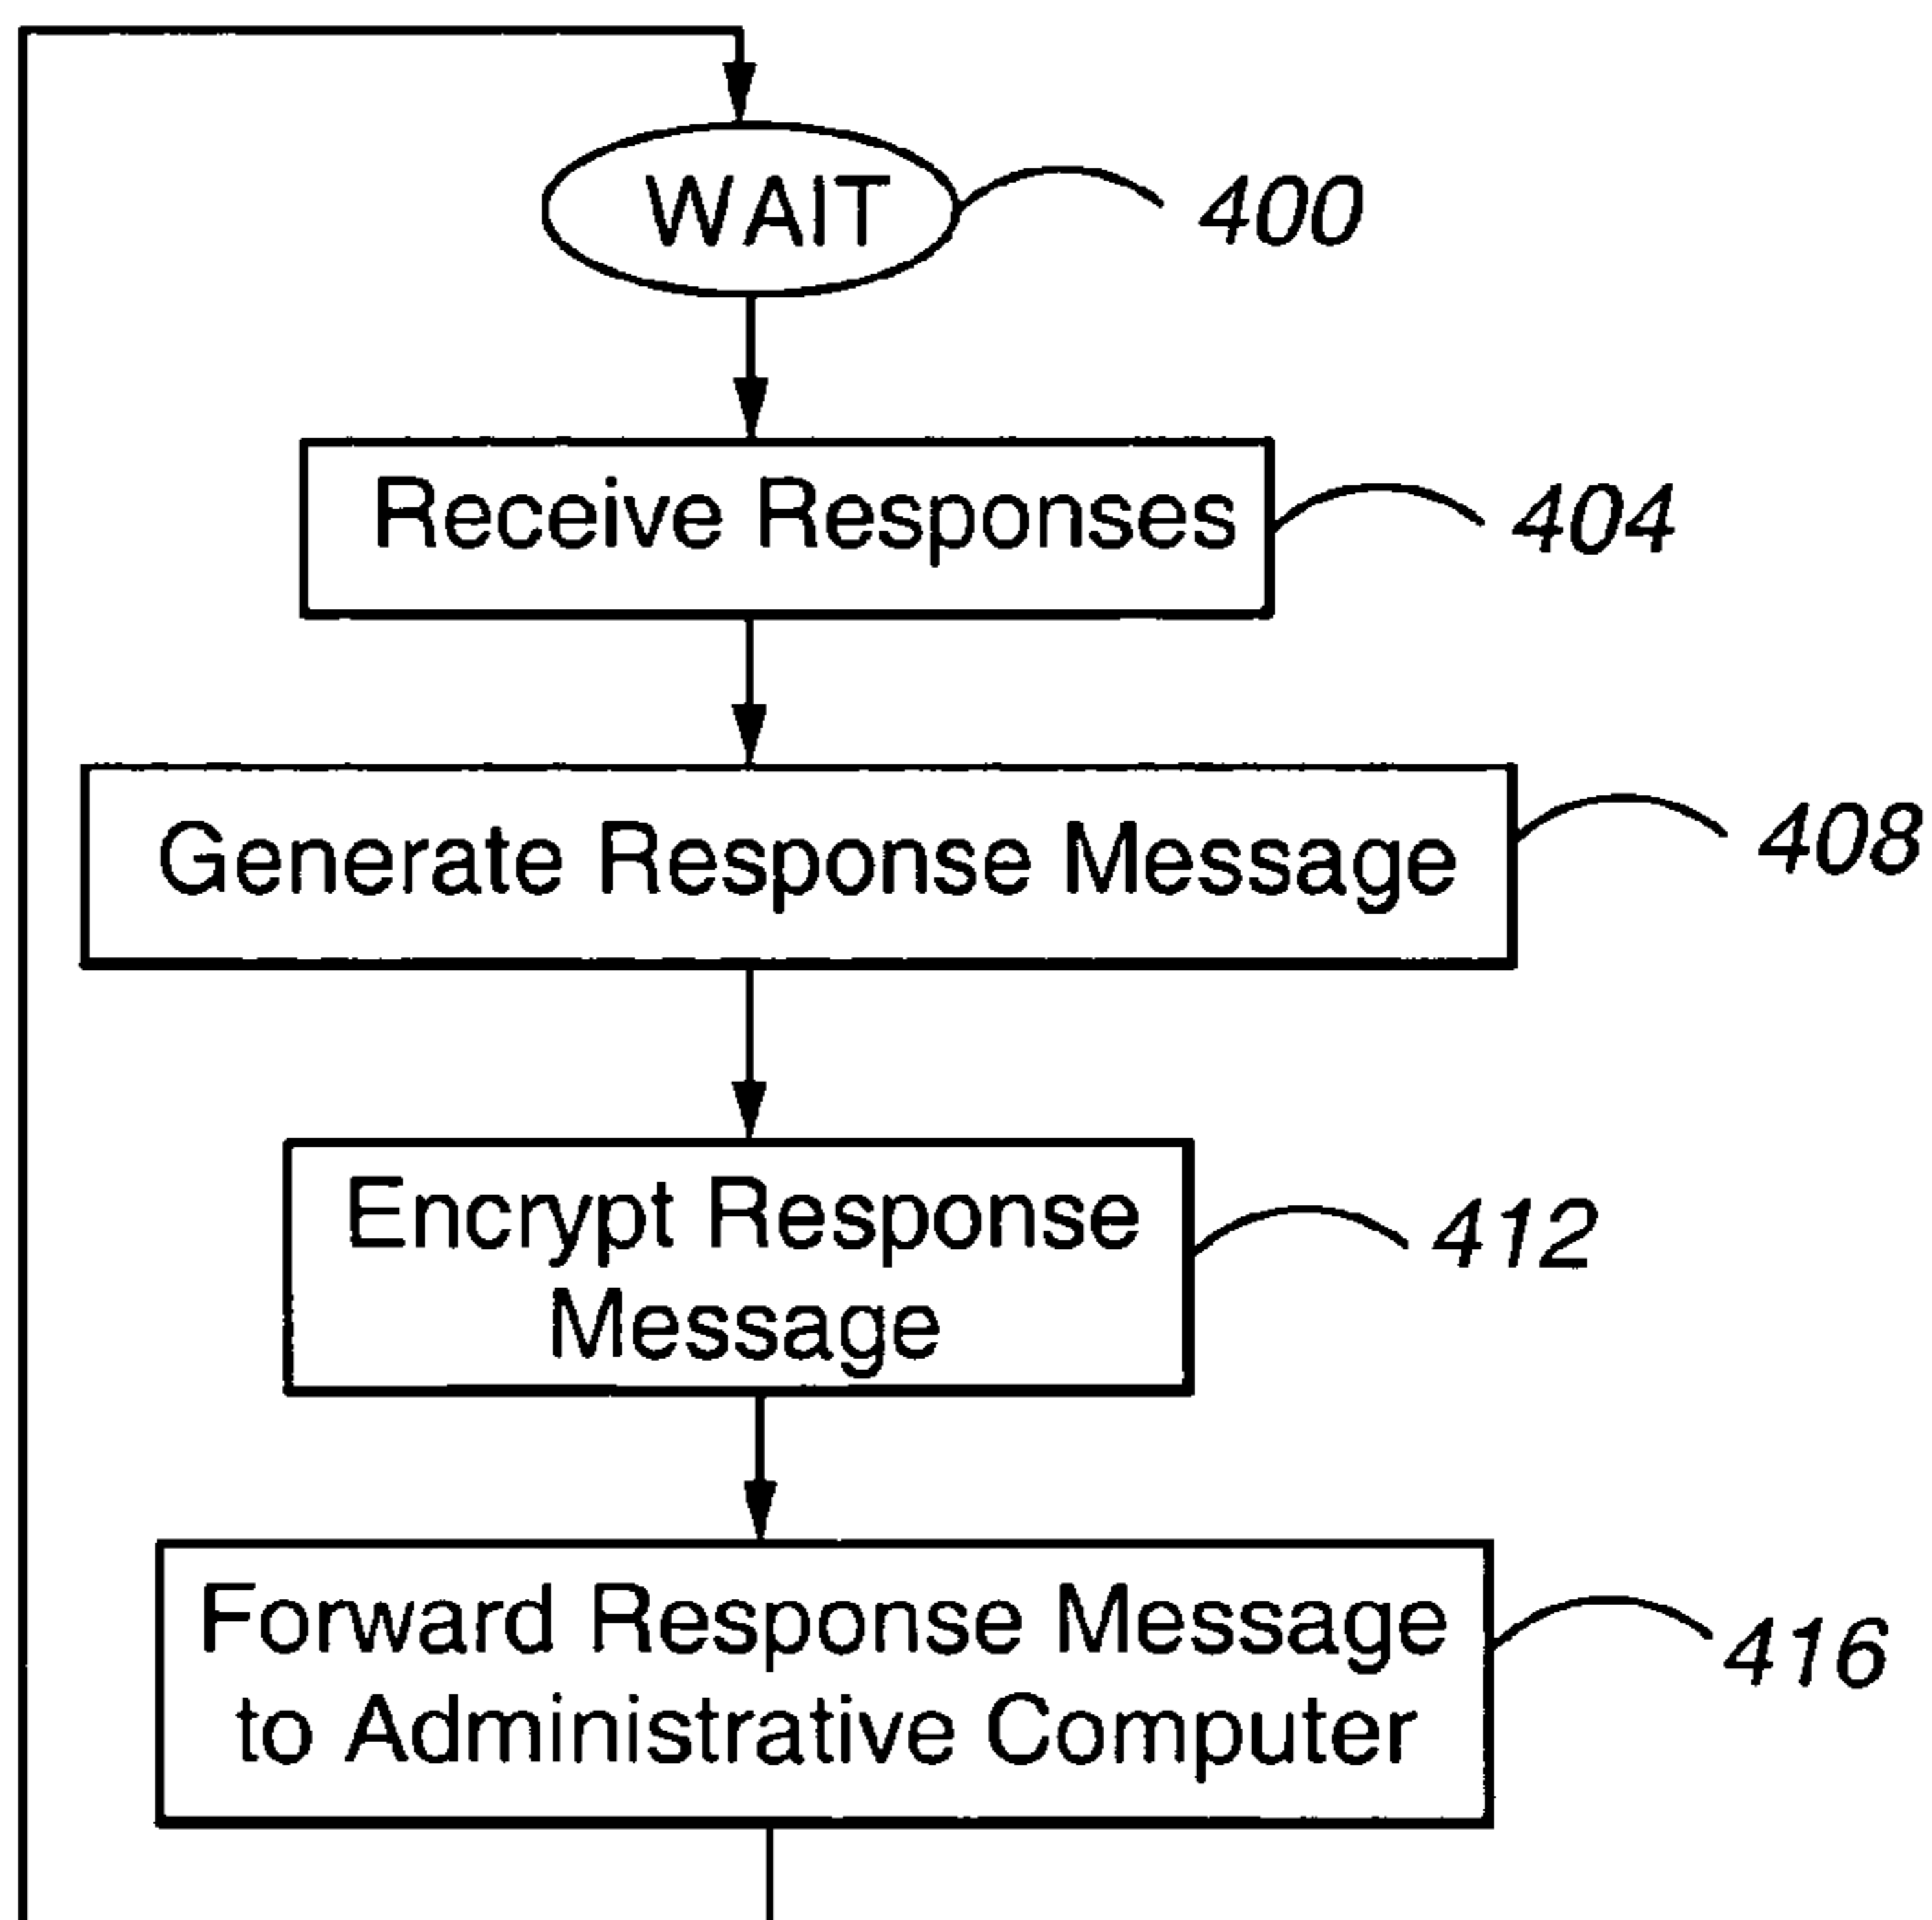 WAIT
400
Receive Responses
404
Generate Response Message
408
Encrypt Response
Message
412
Forward Response Message
to Administrative Computer
416